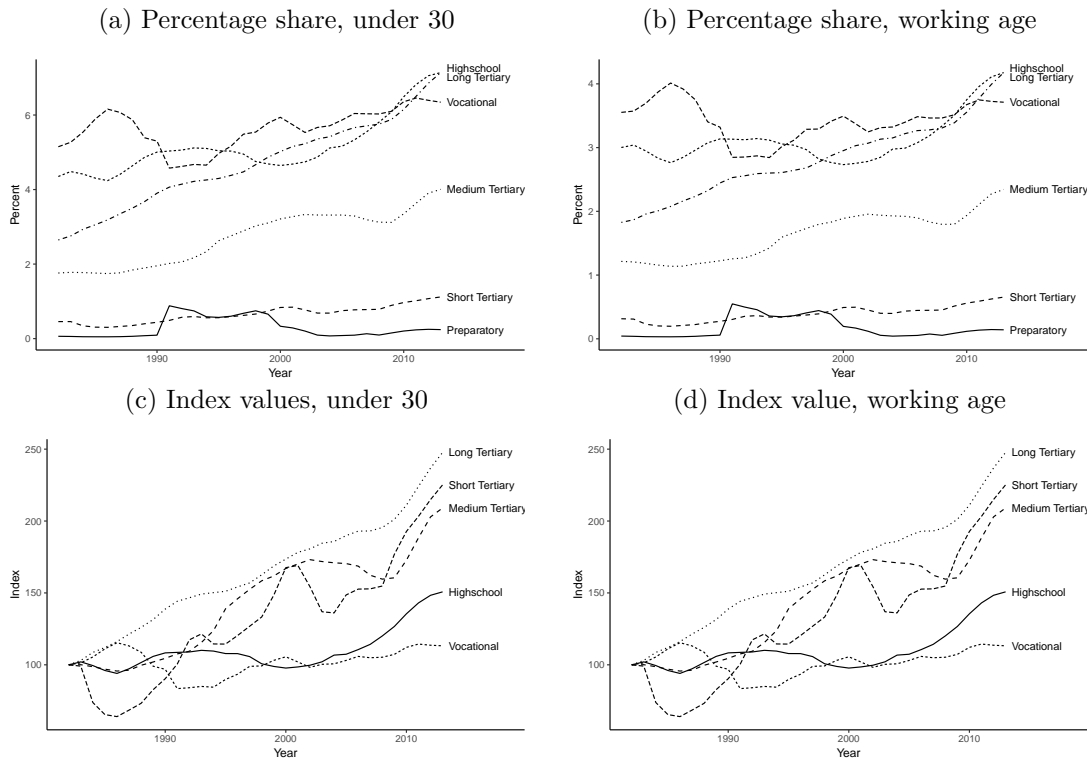 (a) Percentage share, under 30
Highschool
Long Tertiary
Vocational
Medium Tertiary
Short Tertiary
Preparatory
0
2
4
6
1990
2000
2010
Year
Percent
(b) Percentage share, working age
Highschool
Long Tertiary
Vocational
Medium Tertiary
Short Tertiary
Preparatory
0
1
2
3
4
1990
2000
2010
Year
Percent
(c) Index values, under 30
Long Tertiary
Short Tertiary
Medium Tertiary
Highschool
Vocational
100
150
200
250
1990
2000
2010
Year
Index
(d) Index value, working age
Long Tertiary
Short Tertiary
Medium Tertiary
Highschool
Vocational
100
150
200
250
1990
2000
2010
Year
Index